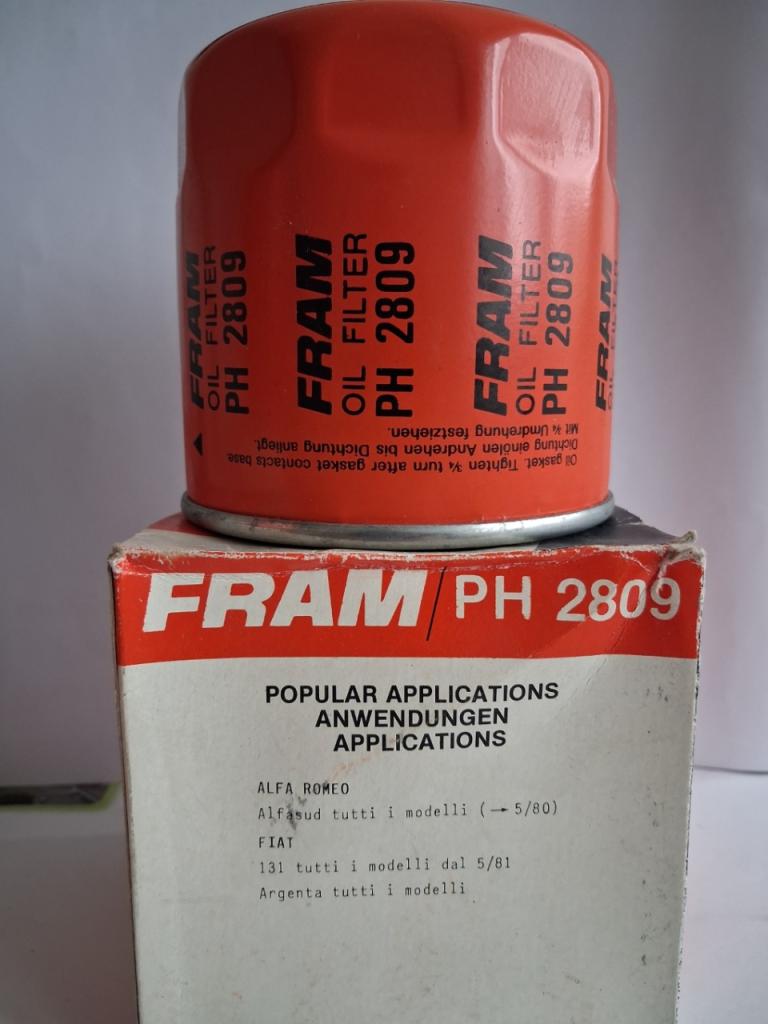 FRAM
OIL FILTER
PH 2809
FRAM
OIL FILTER
PH 2809
FRAM
OIL FILTER
PH 2809
FRAM
OIL FILTER
Oil gasket. Tighten ¾ turn after gasket contacts base
Dichtung einölen Andrehen bis Dichtung anliegt.
Mit ¾ Umdrehung festziehen.
FRAM/PH 2809
POPULAR APPLICATIONS
ANWENDUNGEN
APPLICATIONS
ALFA ROMEO
Alfasud tutti i modelli (→ 5/80)
FIAT
131 tutti i modelli dal 5/81
Argenta tutti i modelli